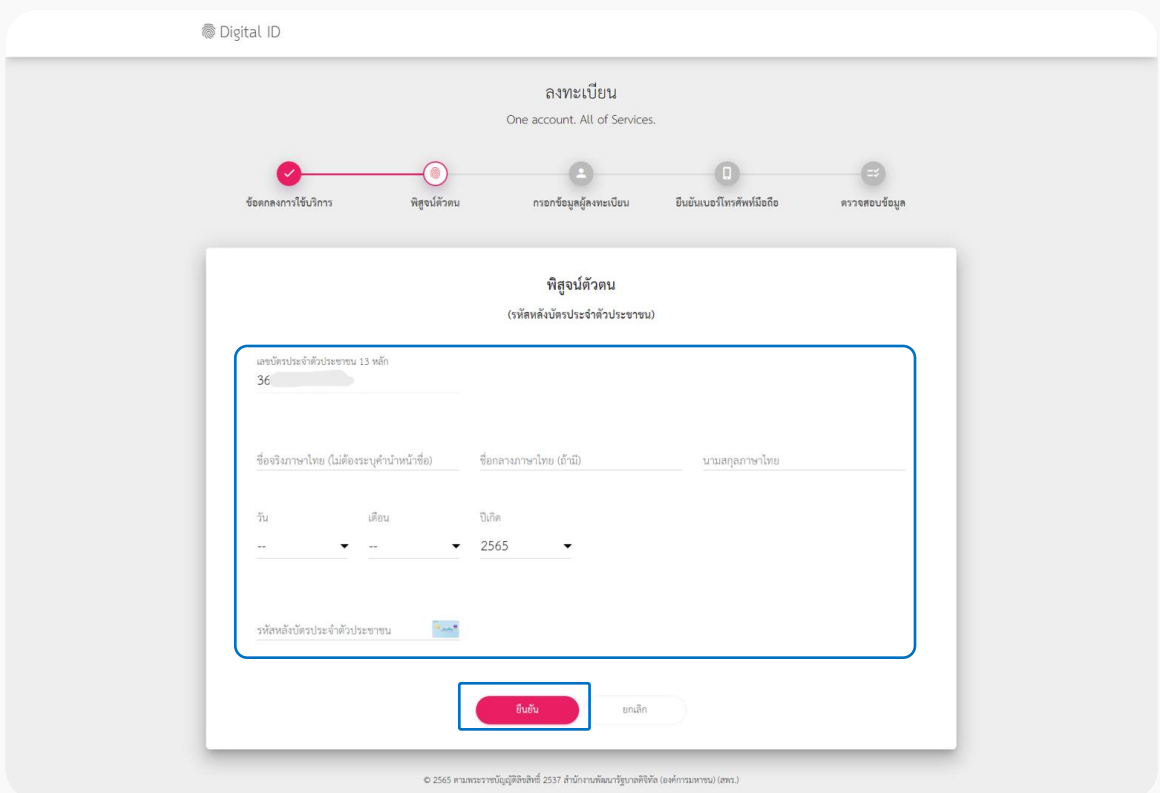 Digital ID
ลงทะเบียน
One account. All of Services.
ข้อตกลงการใช้บริการ พิสูจน์ตัวตน กรอกข้อมูลผู้ลงทะเบียน ยืนยันเบอร์โทรศัพท์มือถือ ตรวจสอบข้อมูล
พิสูจน์ตัวตน
(รหัสหลังบัตรประจำตัวประชาชน)
เลขบัตรประจำตัวประชาชน 13 หลัก
36
ชื่อจริงภาษาไทย (ไม่ต้องระบุคำนำหน้าชื่อ) ชื่อกลางภาษาไทย (ถ้ามี) นามสกุลภาษาไทย
วัน เดือน ปีเกิด
-- -- 2565
รหัสหลังบัตรประจำตัวประชาชน
ยืนยัน ยกเลิก
© 2565 ตามพระราชบัญญัติลิขสิทธิ์ 2537 สำนักงานพัฒนารัฐบาลดิจิทัล (องค์การมหาชน) (สพร.)